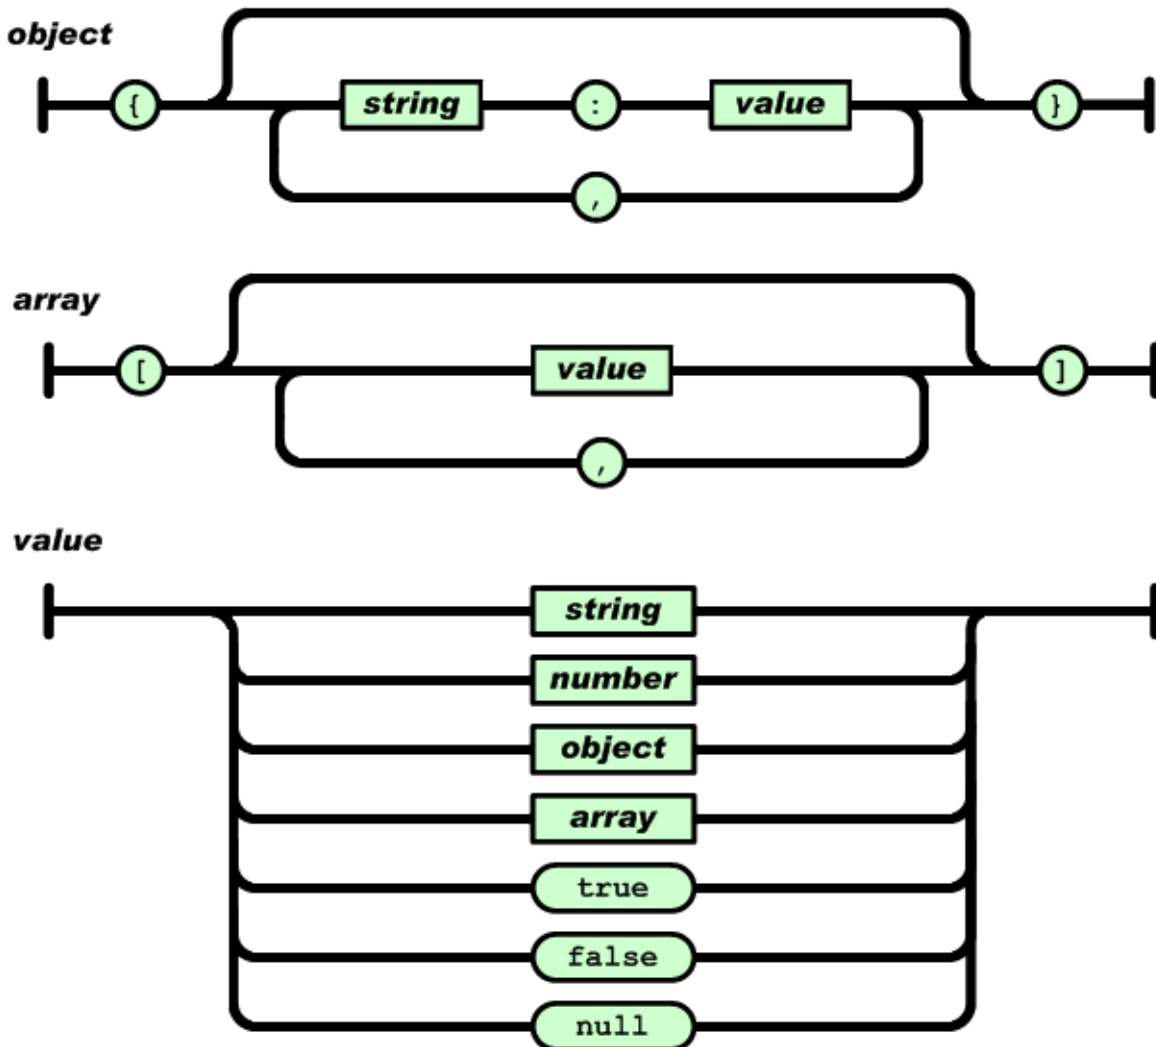 object
{ string : value }
,
array
[ value ]
,
value
string
number
object
array
true
false
null